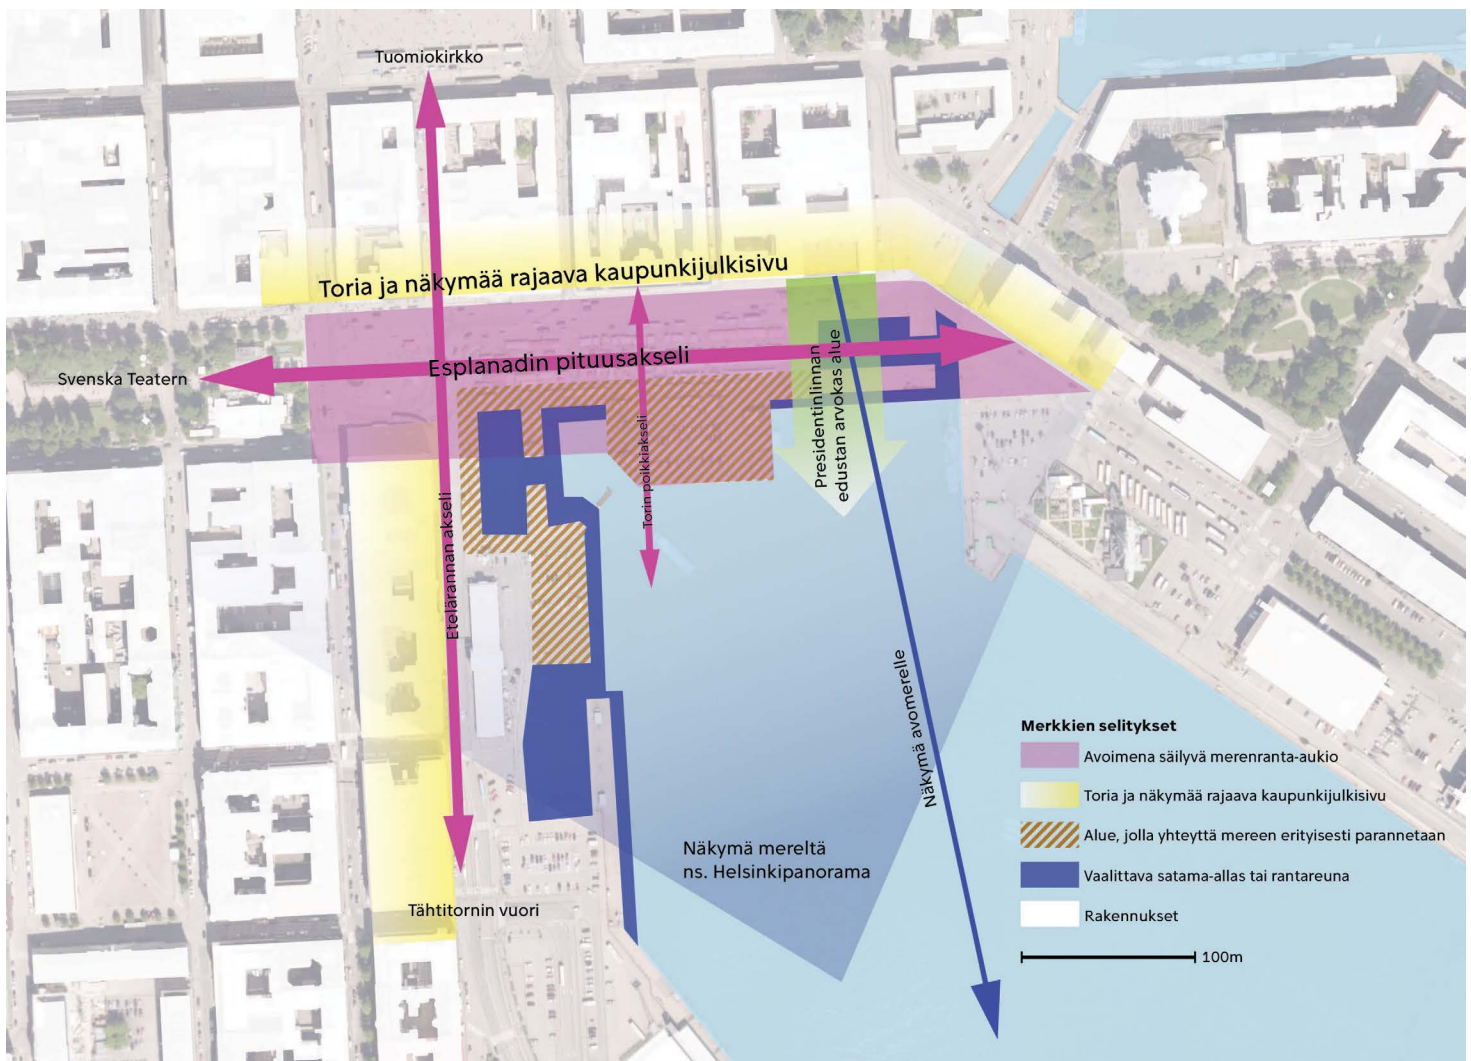 Tuomiokirkko
Toria ja näkymää rajaava kaupunkijulkisivu
Esplanadin pituusakseli
Svenska Teatern
Presidentinlinnan
edustan arvokas alue
Torin poikkiakseli
Etelärannan akseli
Näkymä avomerelle
Näkymä mereltä
ns. Helsinkipanorama
Tähtitornin vuori
Merkkien selitykset
Avoimena säilyvä merenranta-aukio
Toria ja näkymää rajaava kaupunkijulkisivu
Alue, jolla yhteyttä mereen erityisesti parannetaan
Vaalittava satama-allas tai rantareuna
Rakennukset
100m